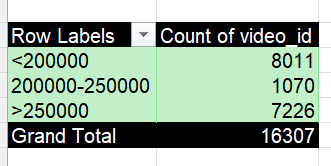 Row Labels Count of video_id
<200000 8011
200000-250000 1070
>250000 7226
Grand Total 16307